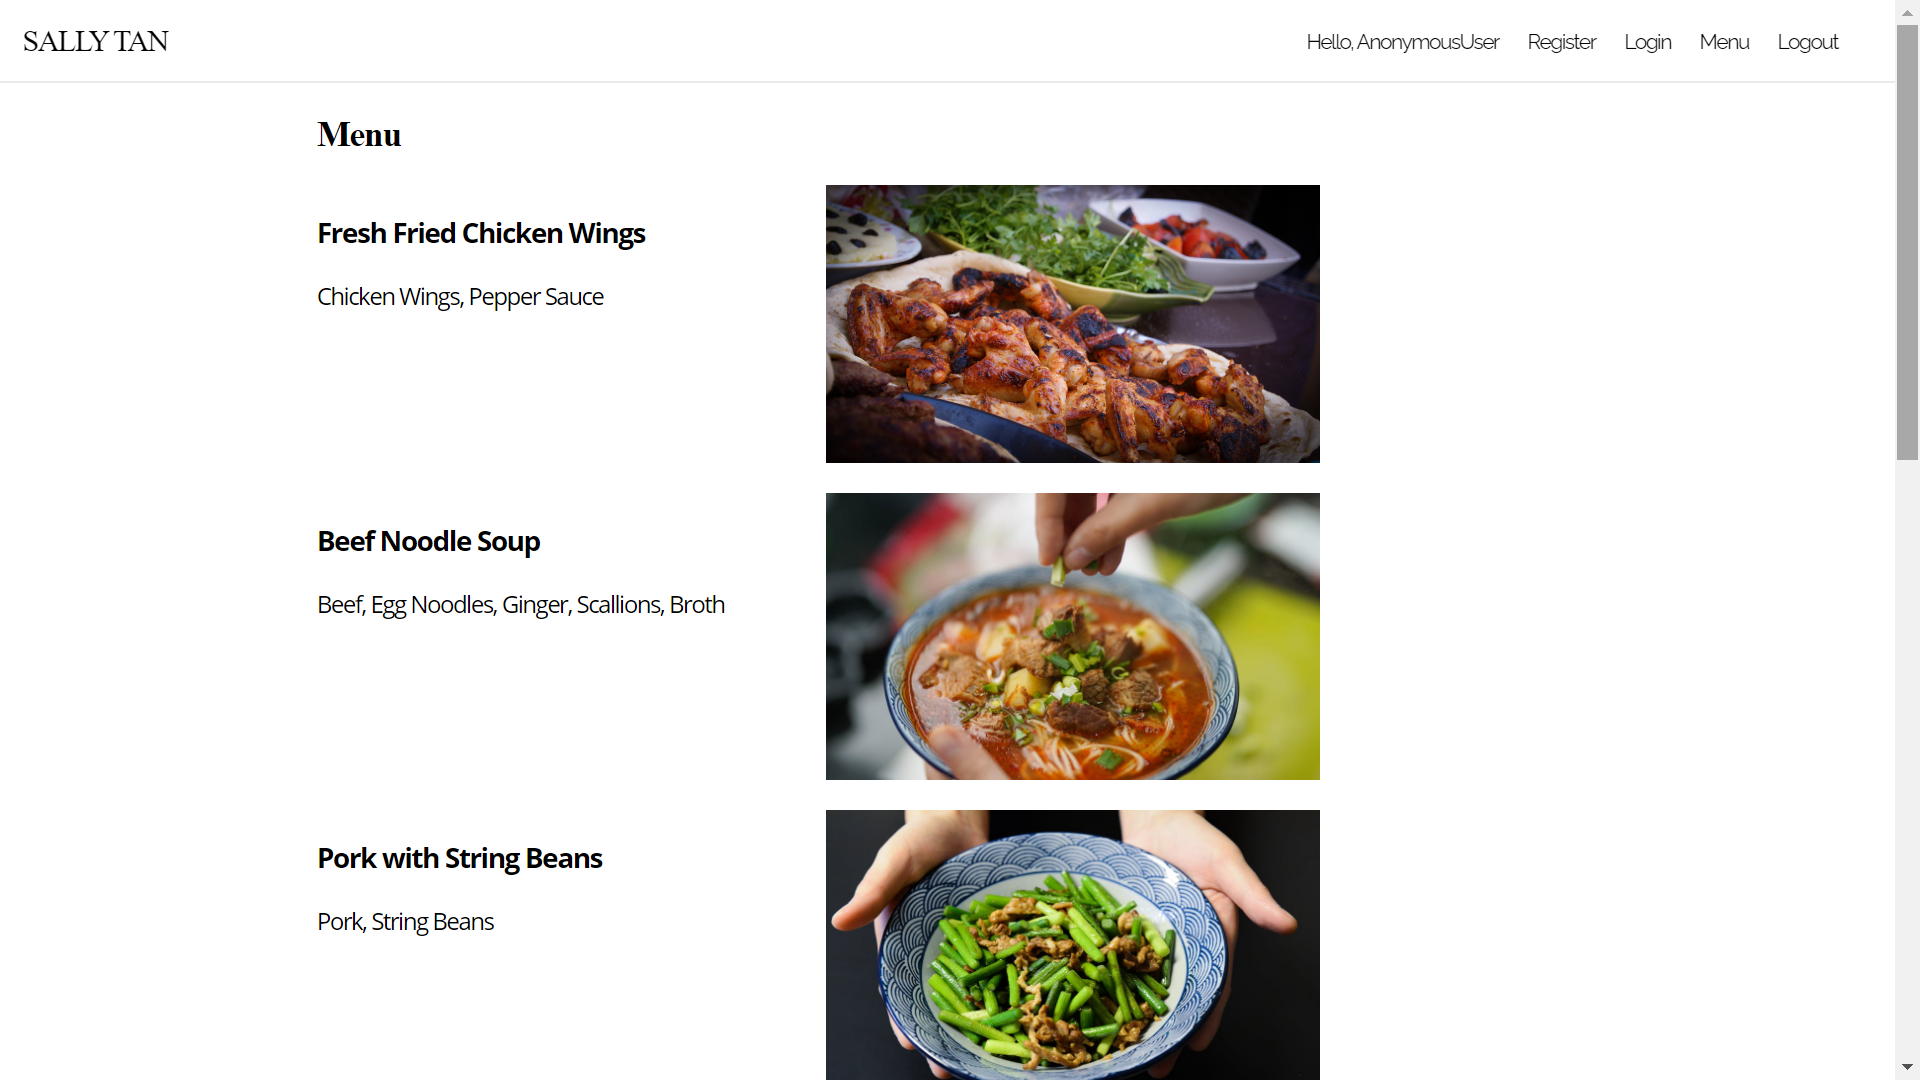 SALLY TAN
Hello, AnonymousUser Register Login Menu Logout
Menu
Fresh Fried Chicken Wings
Chicken Wings, Pepper Sauce
Beef Noodle Soup
Beef, Egg Noodles, Ginger, Scallions, Broth
Pork with String Beans
Pork, String Beans